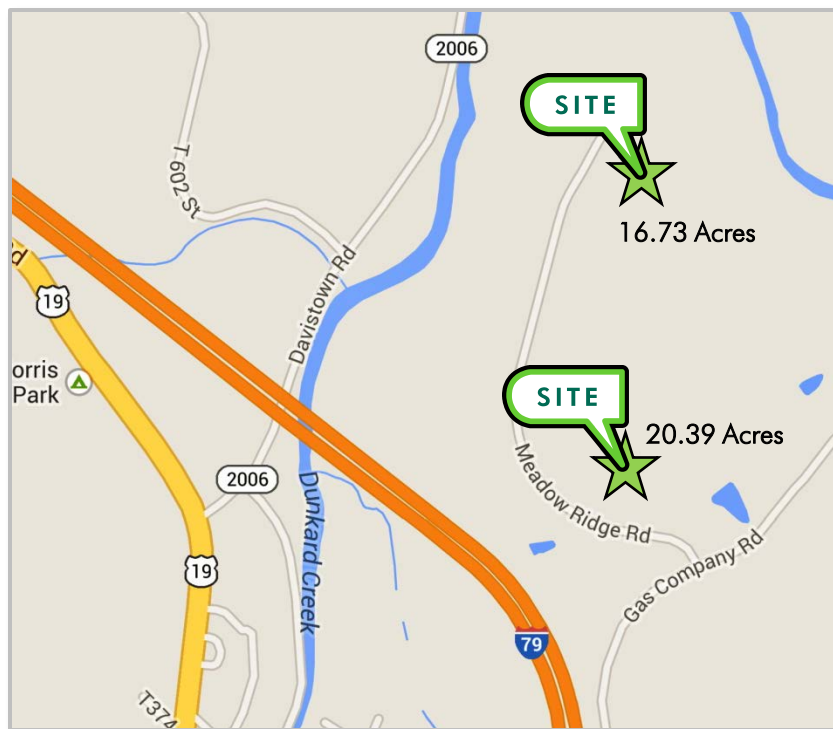 2006
SITE
T 602 St
16.73 Acres
Rd
19
Davistown Rd
orris
Park
SITE
20.39 Acres
2006
Meadow Ridge Rd
Dunkard Creek
Gas Company Rd
19
79
T374